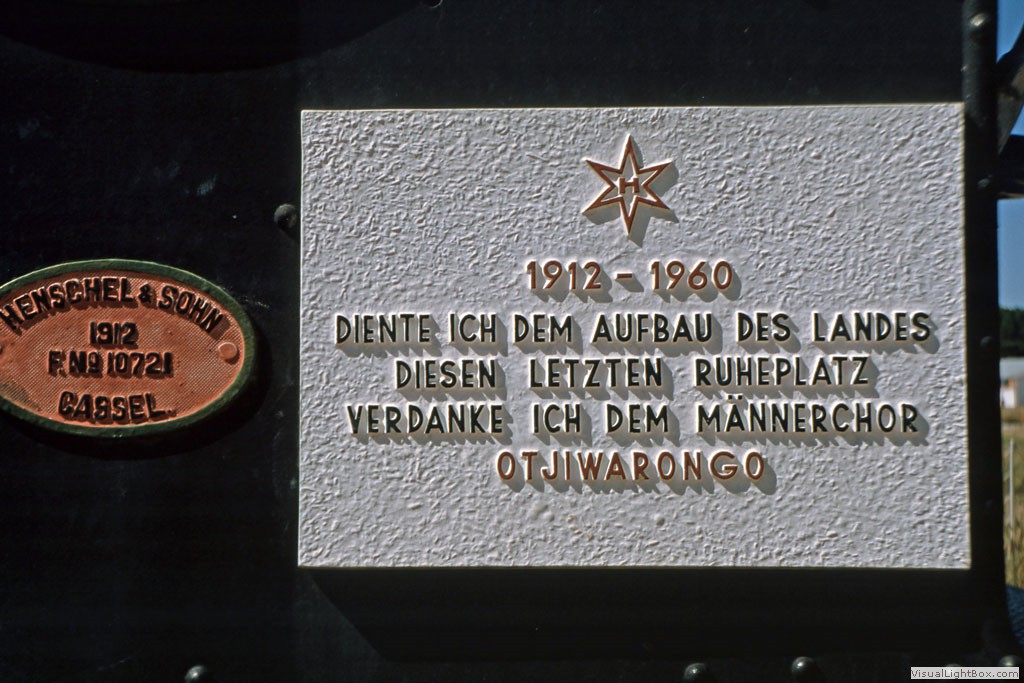 HENSCHEL & SOHN
1912
F. No 10721
CASSEL.
H
1912 - 1960
DIENTE ICH DEM AUFBAU DES LANDES
DIESEN LETZTEN RUHEPLATZ
VERDANKE ICH DEM MÄNNERCHOR
OTJIWARONGO
VisualLightBox.com